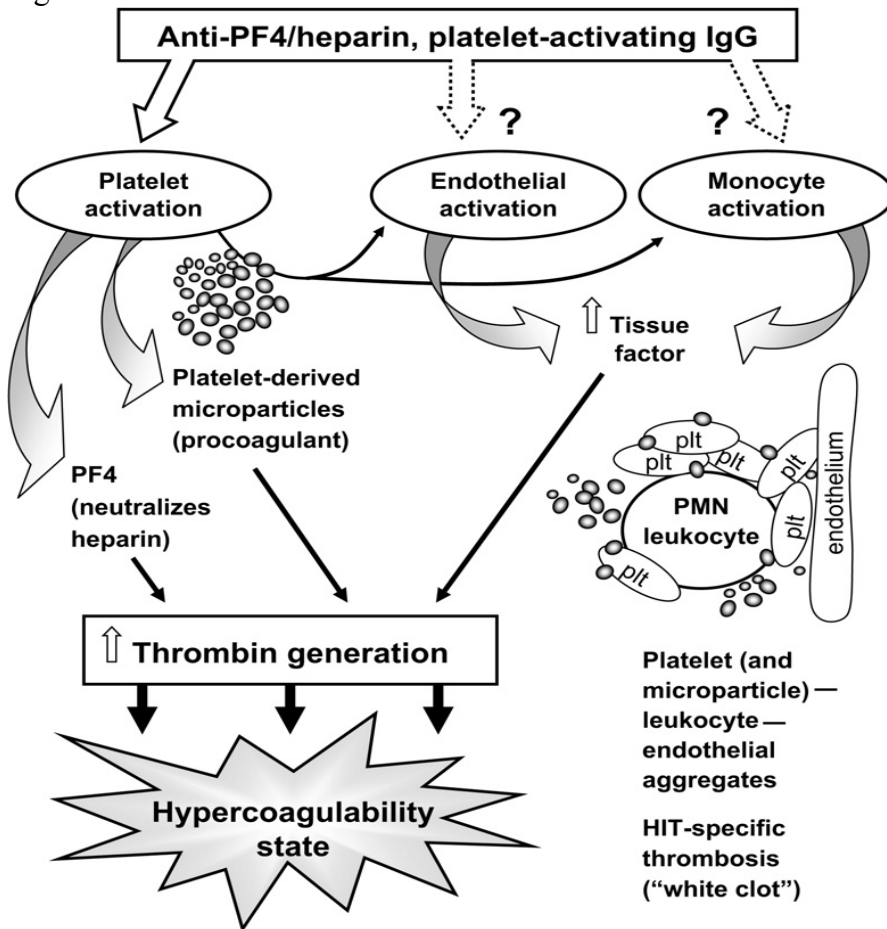 Anti-PF4/heparin, platelet-activating IgG
?
?
Platelet
activation
Endothelial
activation
Monocyte
activation
⇧ Tissue
factor
Platelet-derived
microparticles
(procoagulant)
PF4
(neutralizes
heparin)
plt
plt
plt
plt
plt
plt
PMN
leukocyte
endothelium
⇧ Thrombin generation
Hypercoagulability
state
Platelet (and
microparticle) —
leukocyte —
endothelial
aggregates
HIT-specific
thrombosis
(“white clot”)